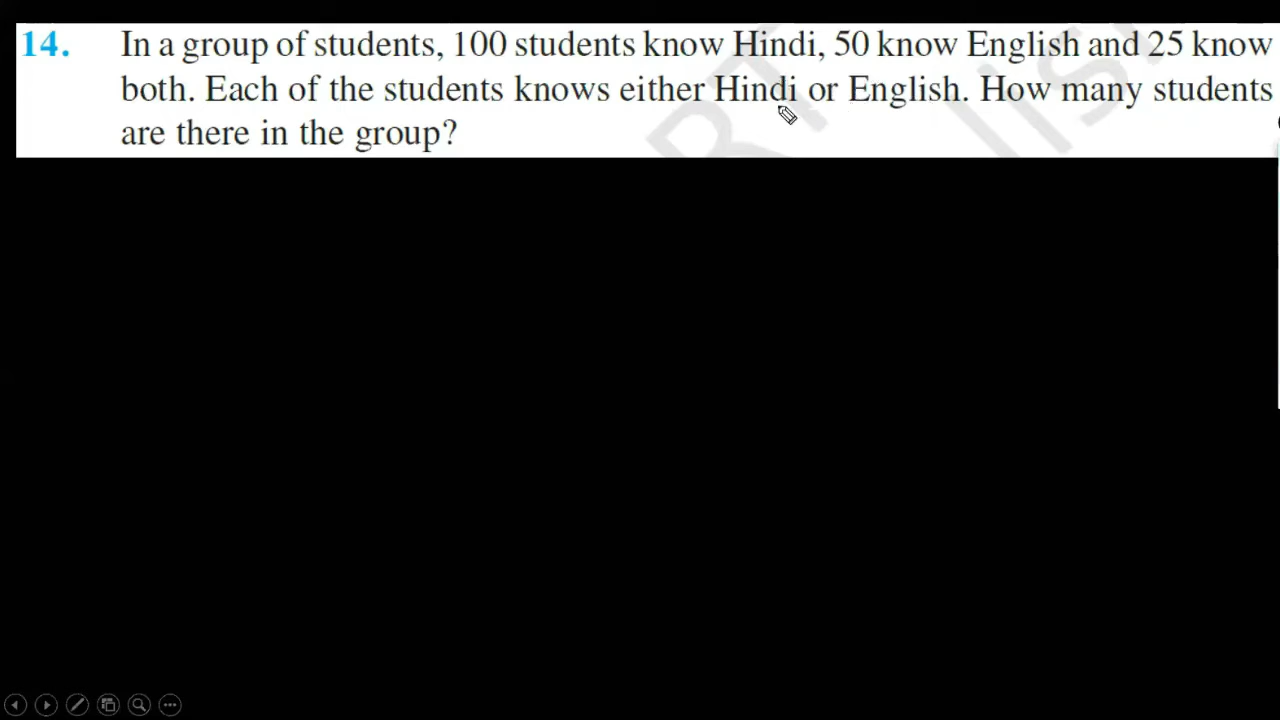 14. In a group of students, 100 students know Hindi, 50 know English and 25 know
both. Each of the students knows either Hindi or English. How many students
are there in the group?